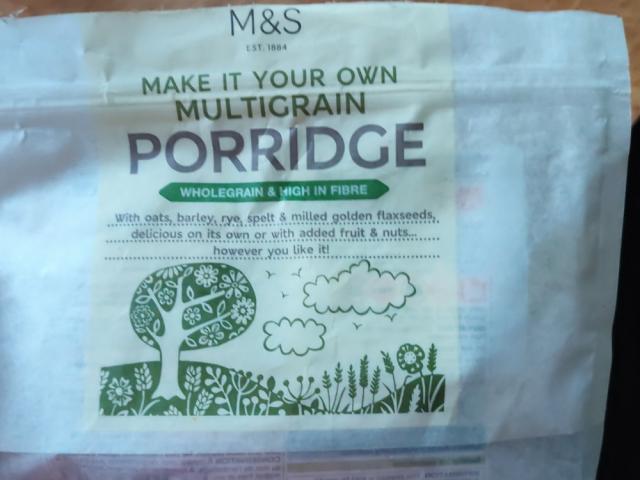 M&S
EST. 1884
MAKE IT YOUR OWN
MULTIGRAIN
PORRIDGE
WHOLEGRAIN & HIGH IN FIBRE
With oats, barley, rye, spelt & milled golden flaxseeds,
delicious on its own or with added fruit & nuts...
however you like it!